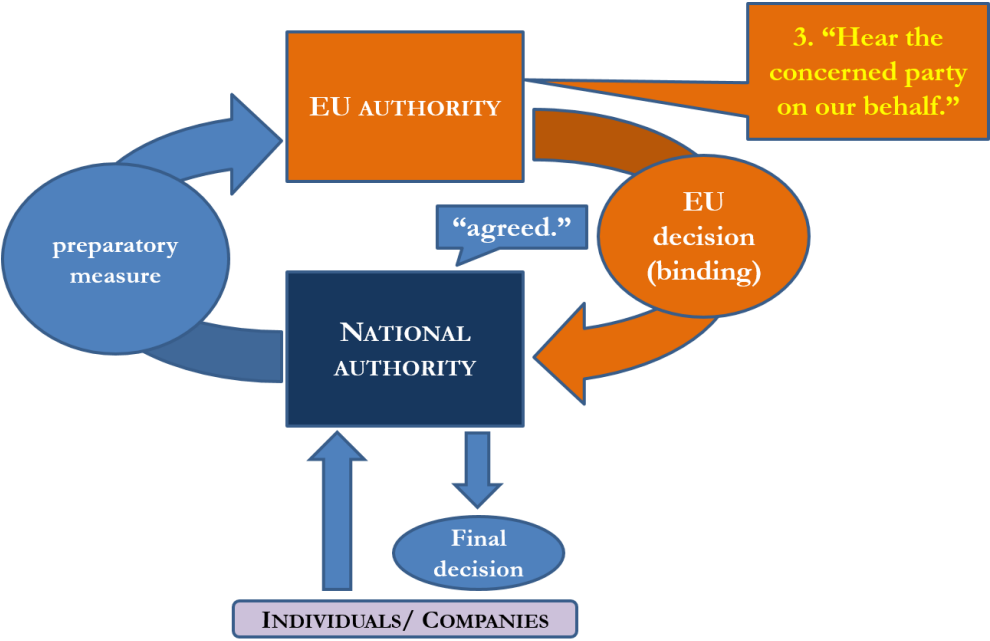 3. “Hear the
concerned party
on our behalf.”
EU AUTHORITY
“agreed.”
EU
decision
(binding)
preparatory
measure
NATIONAL
AUTHORITY
Final
decision
INDIVIDUALS/ COMPANIES